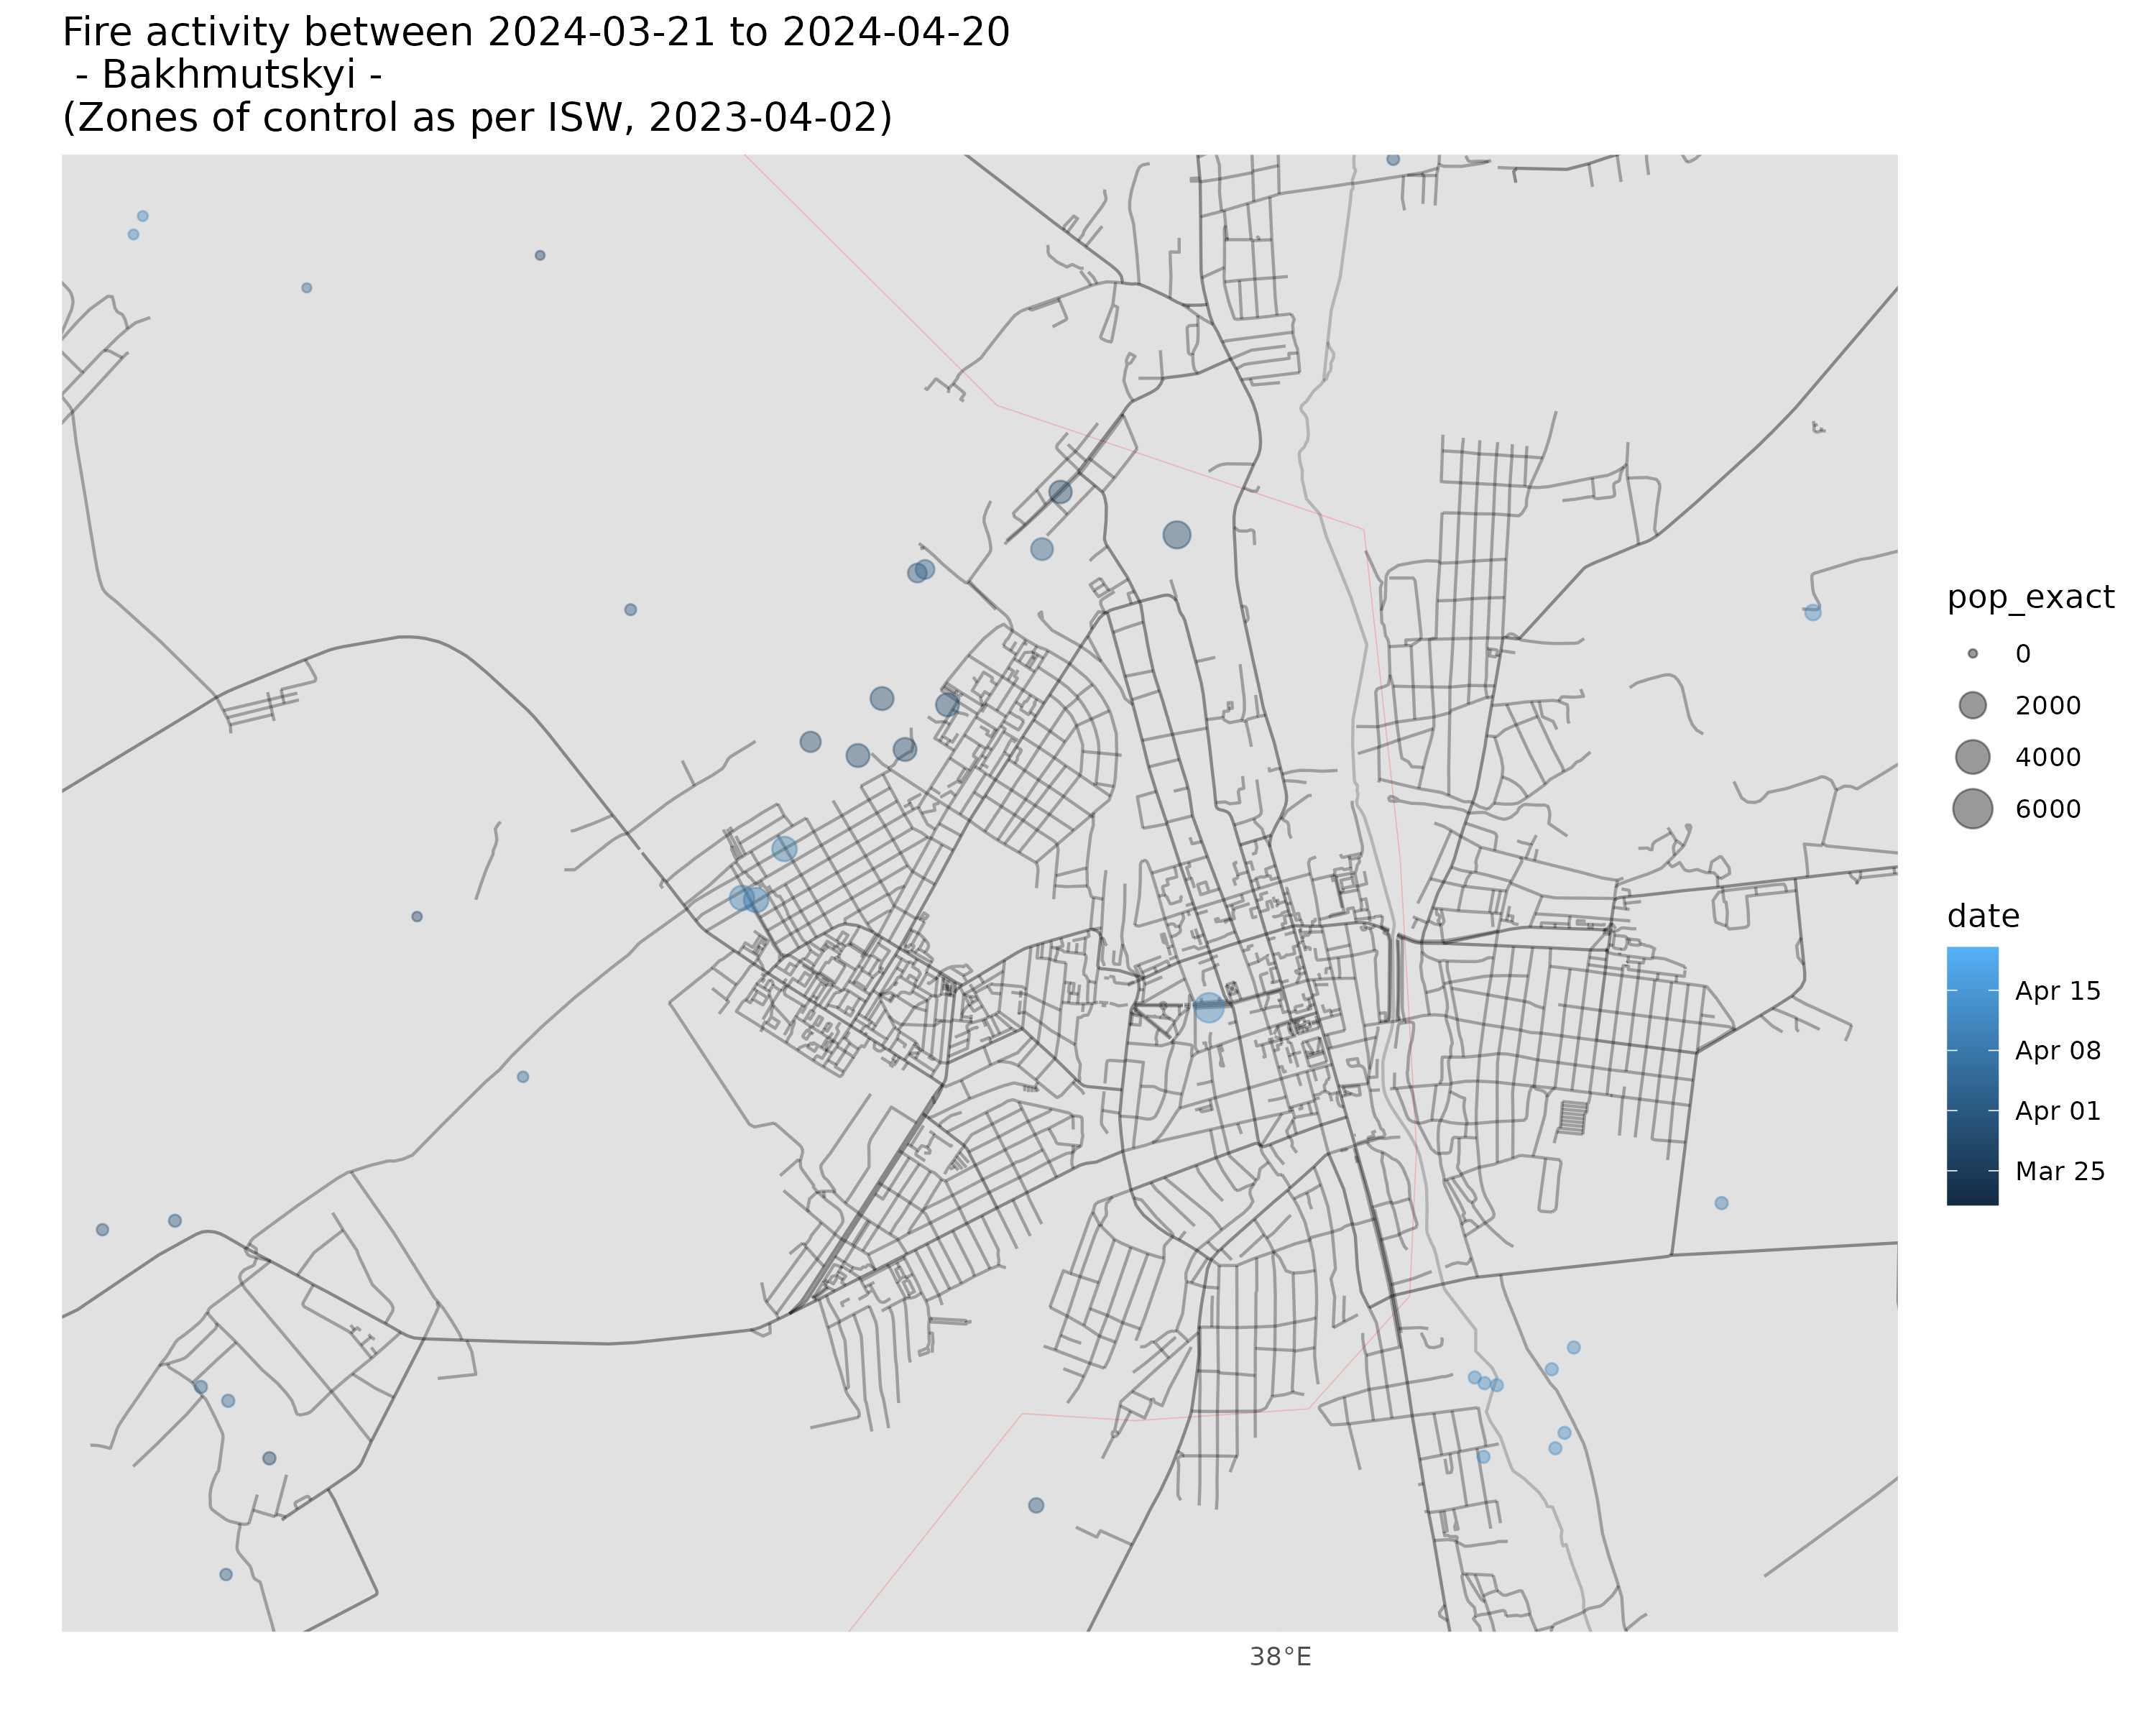 Fire activity between 2024-03-21 to 2024-04-20
- Bakhmutskyi -
(Zones of control as per ISW, 2023-04-02)
pop_exact
0
2000
4000
6000
date
Apr 15
Apr 08
Apr 01
Mar 25
38°E